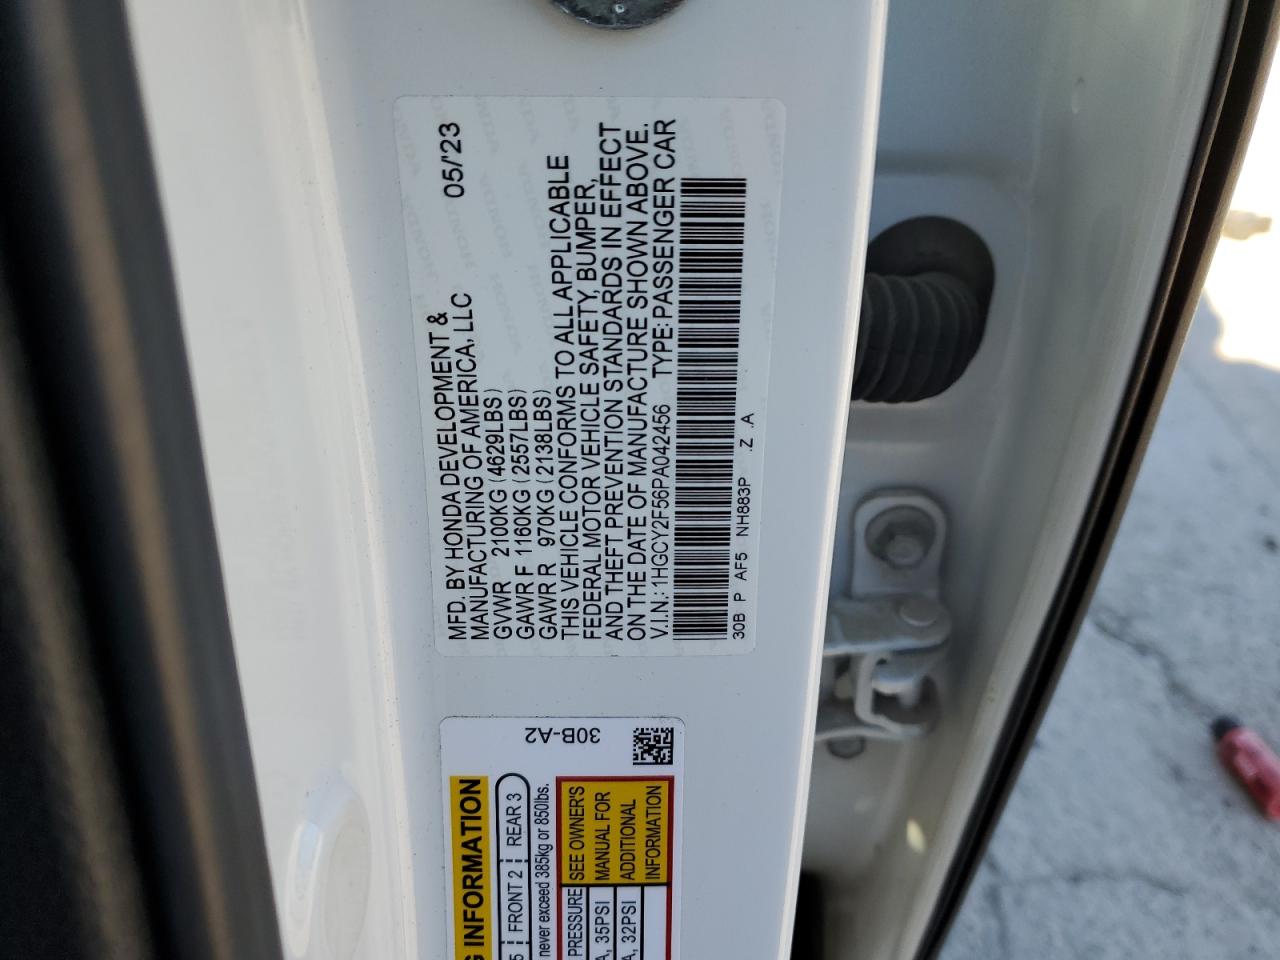 MFD. BY HONDA DEVELOPMENT &
MANUFACTURING OF AMERICA, LLC 05/'23
GVWR 2100KG (4629LBS)
GAWR F 1160KG (2557LBS)
GAWR R 970KG (2138LBS)
THIS VEHICLE CONFORMS TO ALL APPLICABLE
FEDERAL MOTOR VEHICLE SAFETY, BUMPER,
AND THEFT PREVENTION STANDARDS IN EFFECT
ON THE DATE OF MANUFACTURE SHOWN ABOVE.
V.I.N.: 1HGCY2F56PA042456 TYPE: PASSENGER CAR
30B P AF5 NH883P .Z .A
30B-A2
INFORMATION
5 FRONT 2 REAR 3
never exceed 385kg or 850lbs.
PRESSURE SEE OWNER'S
, 35PSI MANUAL FOR
, 32PSI ADDITIONAL
INFORMATION